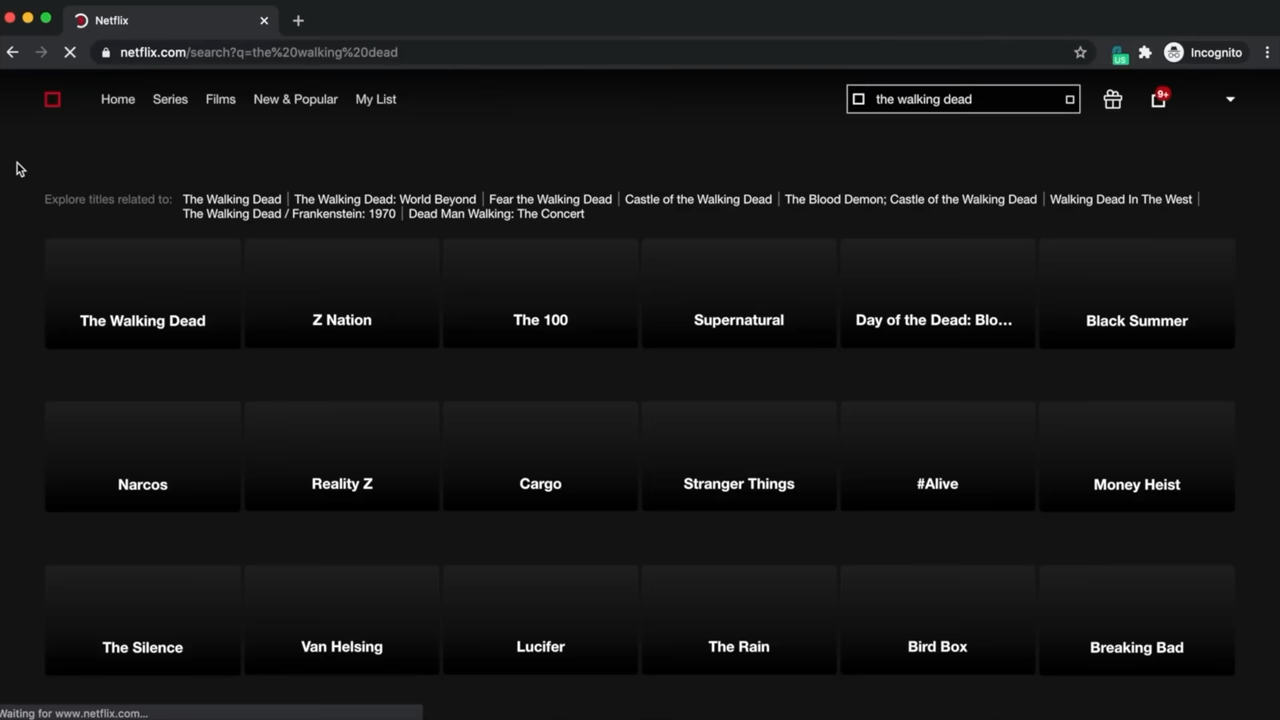 Netflix
netflix.com/search?q=the%20walking%20dead
US
Incognito
Home Series Films New & Popular My List
the walking dead
9+
Explore titles related to: The Walking Dead | The Walking Dead: World Beyond | Fear the Walking Dead | Castle of the Walking Dead | The Blood Demon; Castle of the Walking Dead | Walking Dead In The West |
The Walking Dead / Frankenstein: 1970 | Dead Man Walking: The Concert
The Walking Dead Z Nation The 100 Supernatural Day of the Dead: Blo... Black Summer
Narcos Reality Z Cargo Stranger Things #Alive Money Heist
The Silence Van Helsing Lucifer The Rain Bird Box Breaking Bad
Waiting for www.netflix.com...